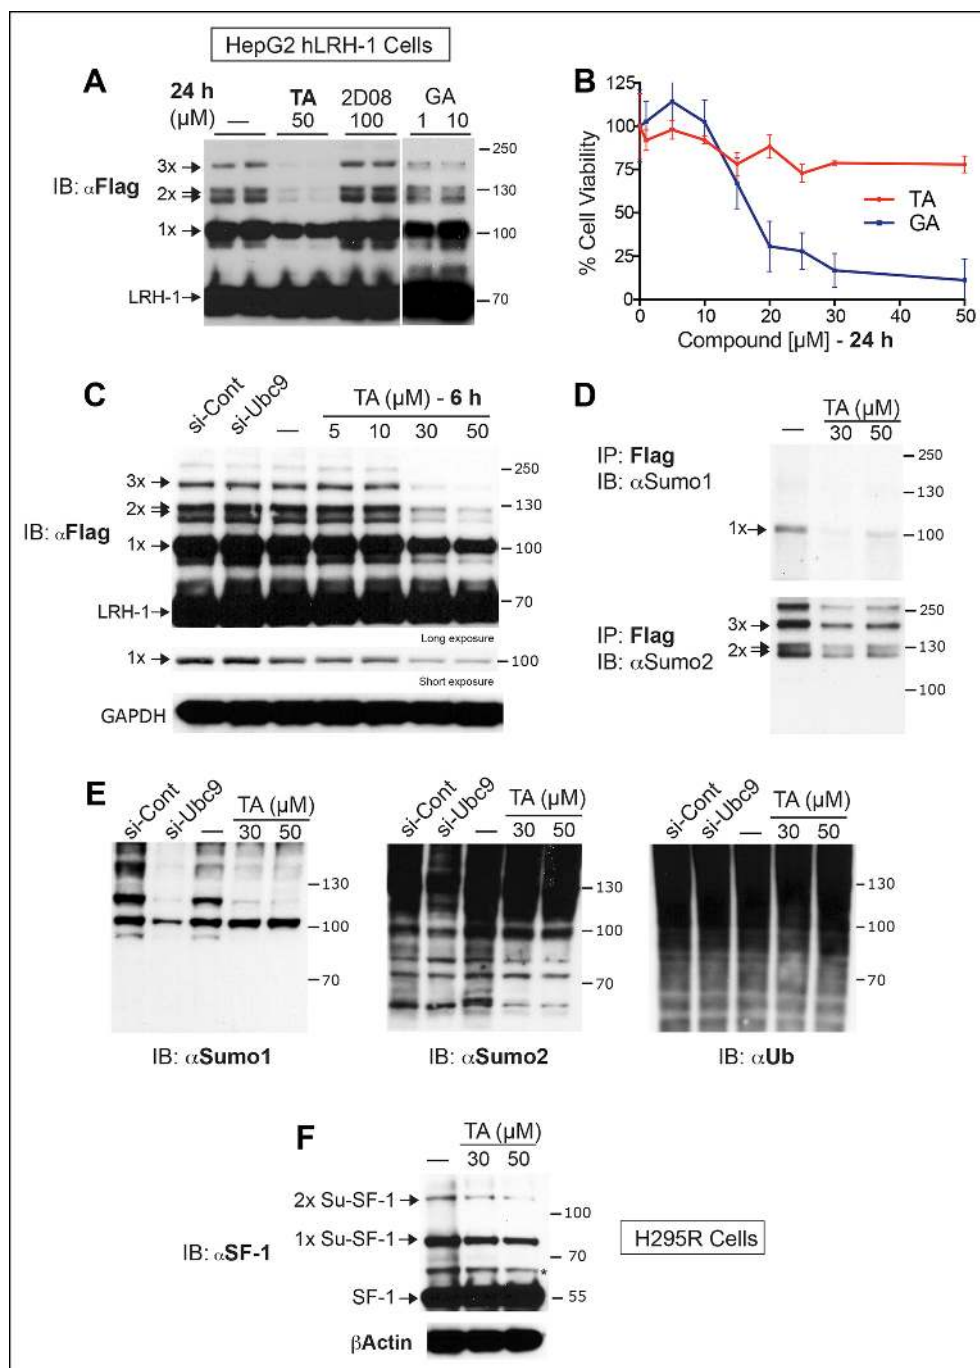 HepG2 hLRH-1 Cells
A
24 h
(µM)
—
TA
50
2D08
100
GA
1 10
IB: αFlag
3x
2x
1x
LRH-1
250
130
100
70
B
% Cell Viability
125
100
75
50
25
0
TA
GA
0 10 20 30 40 50
Compound [µM] - 24 h
C
si-Cont
si-Ubc9
—
TA (µM) - 6 h
5 10 30 50
IB: αFlag
3x
2x
1x
LRH-1
250
130
100
70
Long exposure
1x
100
Short exposure
GAPDH
D
—
TA (µM)
30 50
IP: Flag
IB: αSumo1
1x
250
130
100
IP: Flag
IB: αSumo2
3x
2x
250
130
100
E
si-Cont
si-Ubc9
—
TA (µM)
30 50
130
100
70
IB: αSumo1
si-Cont
si-Ubc9
—
TA (µM)
30 50
130
100
70
IB: αSumo2
si-Cont
si-Ubc9
—
TA (µM)
30 50
130
100
70
IB: αUb
F
—
TA (µM)
30 50
IB: αSF-1
2x Su-SF-1
1x Su-SF-1
*
SF-1
100
70
55
βActin
H295R Cells